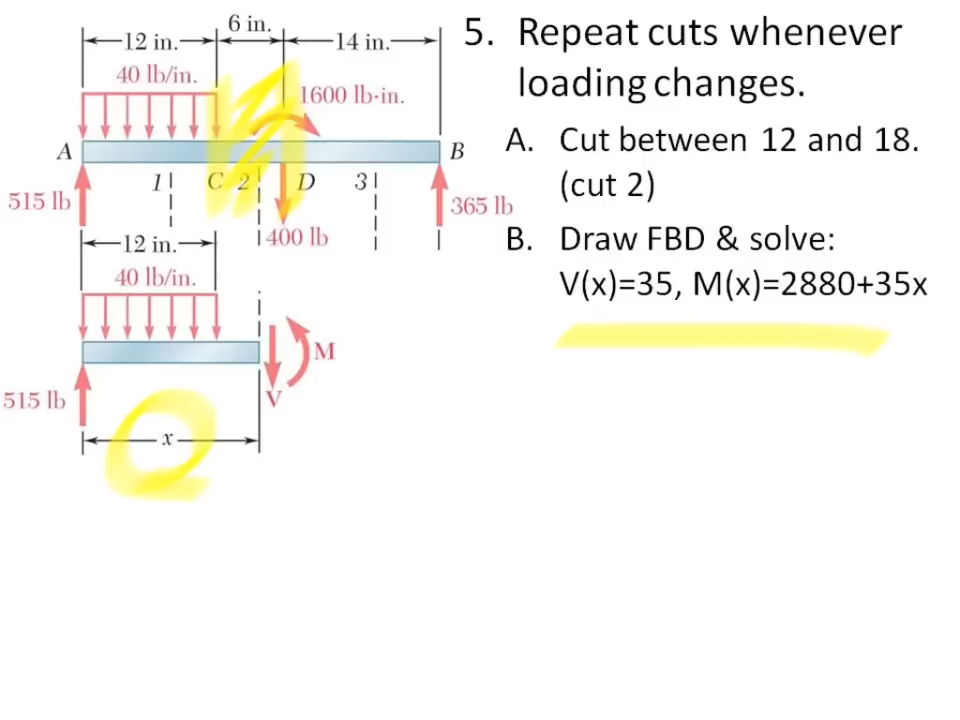 6 in.
12 in.
14 in.
40 lb/in.
1600 lb·in.
A
B
1
C
2
D
3
515 lb
365 lb
400 lb
12 in.
40 lb/in.
M
515 lb
V
x
5. Repeat cuts whenever
loading changes.
A. Cut between 12 and 18.
(cut 2)
B. Draw FBD & solve:
V(x)=35, M(x)=2880+35x